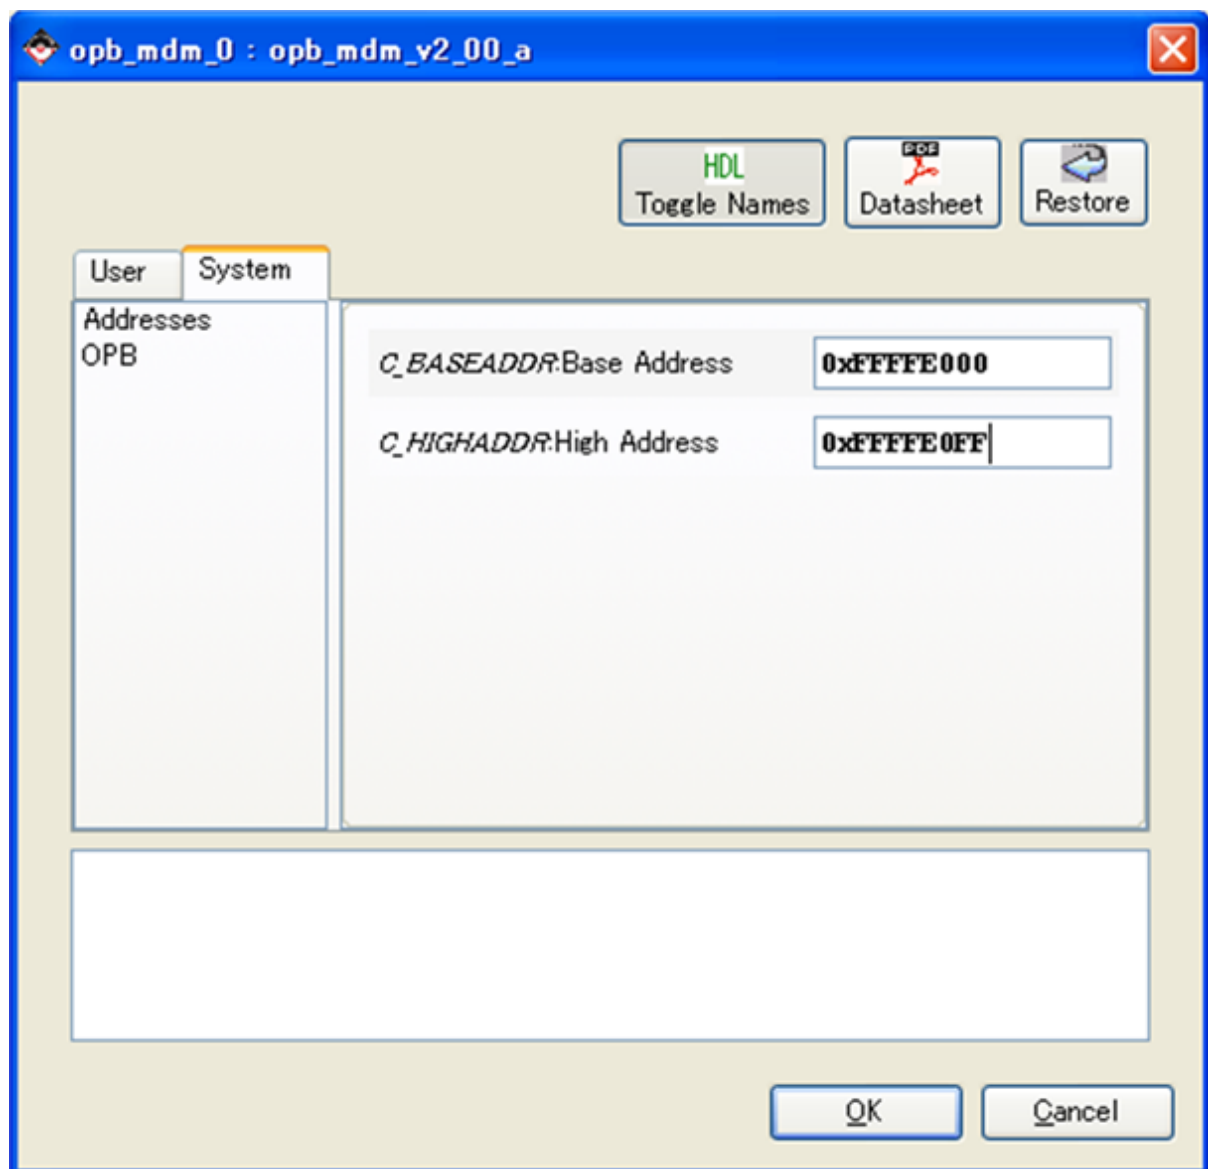 opb_mdm_0 : opb_mdm_v2_00_a
HDL
Toggle Names
PDF
Datasheet
Restore
User
System
Addresses
OPB
C_BASEADDR:Base Address
0xFFFFE000
C_HIGHADDR:High Address
0xFFFFE0FF
OK
Cancel